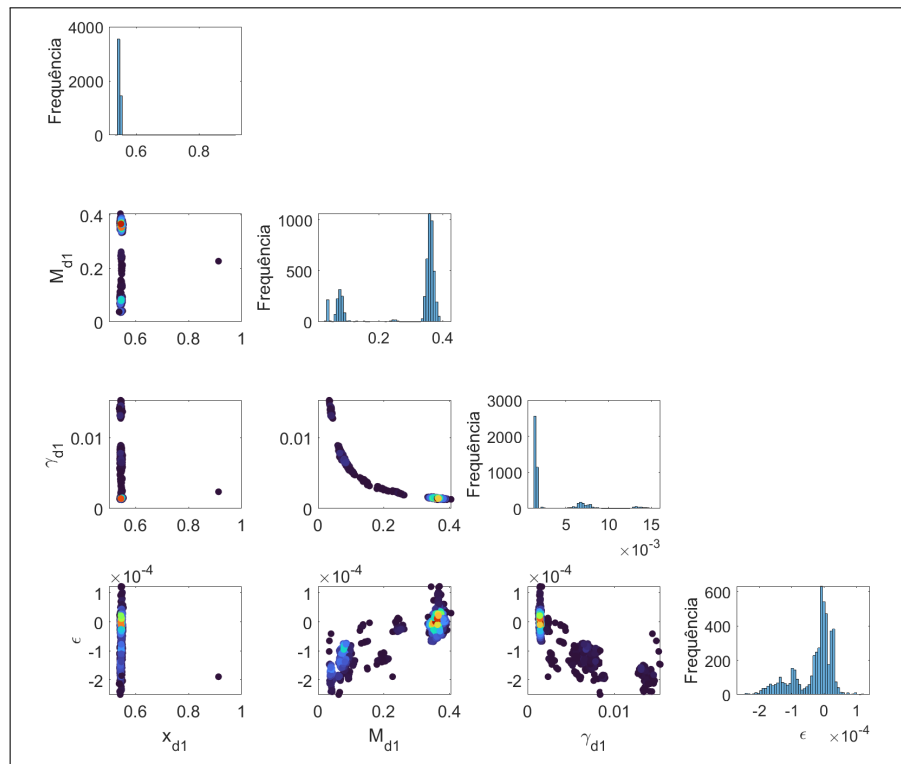 4000
2000
0
Frequência
0.6 0.8
0.4
0.2
0
M_d1
0.6 0.8 1
1000
500
0
Frequência
0.2 0.4
0.01
0
γ_d1
0.6 0.8 1
0.01
0
0 0.2 0.4
3000
2000
1000
0
Frequência
5 10 15
×10⁻³
×10⁻⁴
1
0
-1
-2
ϵ
0.6 0.8 1
x_d1
×10⁻⁴
1
0
-1
-2
0 0.2 0.4
M_d1
×10⁻⁴
1
0
-1
-2
0 0.01
γ_d1
600
400
200
0
Frequência
-2 -1 0 1
ϵ ×10⁻⁴